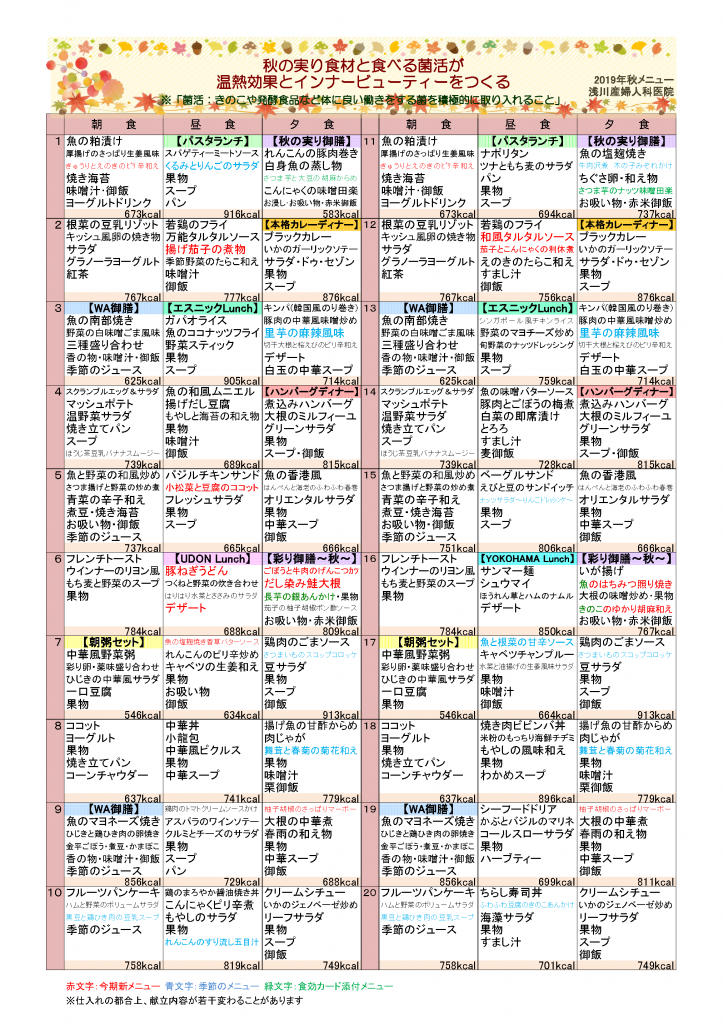 秋の実り食材と食べる菌活が
温熱効果とインナービューティーをつくる
※「菌活：きのこや発酵食品など体に良い働きをする菌を積極的に取り入れること」
2019年秋メニュー
浅川産婦人科医院
朝　食　昼　食　夕　食　朝　食　昼　食　夕　食
1
魚の粕漬け
厚揚げのさっぱり生姜風味
きゅうりとえのきのピリ辛和え
焼き海苔
味噌汁・御飯
ヨーグルトドリンク
673kcal
【パスタランチ】
スパゲティーミートソース
くるみとりんごのサラダ
果物
スープ
パン
916kcal
【秋の実り御膳】
れんこんの豚肉巻き
白身魚の蒸し物
さつま芋と大豆の胡麻からめ
こんにゃくの味噌田楽
お浸し・お吸い物・赤米御飯
583kcal
11
魚の粕漬け
厚揚げのさっぱり生姜風味
きゅうりとえのきのピリ辛和え
焼き海苔
味噌汁・御飯
ヨーグルトドリンク
673kcal
【パスタランチ】
ナポリタン
ツナともち麦のサラダ
パン
果物
スープ
694kcal
【秋の実り御膳】
魚の塩麹焼き
牛肉沢煮　木の子みぞれかけ
ちぐさ卵・和え物
さつま芋のナッツ味噌田楽
お吸い物・赤米御飯
737kcal
2
根菜の豆乳リゾット
キッシュ風卵の焼き物
サラダ
グラノーラヨーグルト
紅茶
767kcal
若鶏のフライ
万能タルタルソース
揚げ茄子の煮物
季節野菜のたらこ和え
味噌汁
御飯
777kcal
【本格カレーディナー】
ブラックカレー
いかのガーリックソテー
サラダ・ドゥ・セゾン
果物
スープ
876kcal
12
根菜の豆乳リゾット
キッシュ風卵の焼き物
サラダ
グラノーラヨーグルト
紅茶
767kcal
若鶏のフライ
和風タルタルソース
茄子とこんにゃくの利休煮
えのきのたらこ和え
すまし汁
御飯
756kcal
【本格カレーディナー】
ブラックカレー
いかのガーリックソテー
サラダ・ドゥ・セゾン
果物
スープ
876kcal
3
【WA御膳】
魚の南部焼き
野菜の白味噌ごま風味
三種盛り合わせ
香の物・味噌汁・御飯
季節のジュース
625kcal
【エスニックLunch】
ガパオライス
魚のココナッツフライ
野菜スティック
果物
スープ
905kcal
キンパ(韓国風のり巻き)
豚肉の中華風味噌炒め
里芋の麻辣風味
切干大根と桜えびのピリ辛和え
デザート
白玉の中華スープ
714kcal
13
【WA御膳】
魚の南部焼き
野菜の白味噌ごま風味
三種盛り合わせ
香の物・味噌汁・御飯
季節のジュース
625kcal
【エスニックLunch】
シンガポール風チキンライス
野菜のマヨチーズ炒め
旬野菜のナッツドレッシング
果物
スープ
759kcal
キンパ(韓国風のり巻き)
豚肉の中華風味噌炒め
里芋の麻辣風味
切干大根と桜えびのピリ辛和え
デザート
白玉の中華スープ
714kcal
4
スクランブルエッグ＆サラダ
マッシュポテト
温野菜サラダ
焼き立てパン
スープ
ほうじ茶豆乳バナナスムージー
739kcal
魚の和風ムニエル
揚げだし豆腐
もやしと海苔の和え物
果物
味噌汁
御飯
689kcal
【ハンバーグディナー】
煮込みハンバーグ
大根のミルフィーユ
グリーンサラダ
果物
スープ・御飯
815kcal
14
スクランブルエッグ＆サラダ
マッシュポテト
温野菜サラダ
焼き立てパン
スープ
ほうじ茶豆乳バナナスムージー
739kcal
魚の味噌バターソース
豚肉とごぼうの梅煮
白菜の即席漬け
とろろ
すまし汁
麦御飯
728kcal
【ハンバーグディナー】
煮込みハンバーグ
大根のミルフィーユ
グリーンサラダ
果物
スープ・御飯
815kcal
5
魚と野菜の和風炒め
さつま揚げと野菜の炒め煮
青菜の辛子和え
煮豆・焼き海苔
お吸い物・御飯
季節のジュース
737kcal
バジルチキンサンド
小松菜と豆腐のココット
フレッシュサラダ
果物
スープ
665kcal
魚の香港風
はんぺんと海老のふわふわ春巻
オリエンタルサラダ
果物
中華スープ
御飯
666kcal
15
魚と野菜の和風炒め
さつま揚げと野菜の炒め煮
青菜の辛子和え
煮豆・焼き海苔
お吸い物・御飯
季節のジュース
751kcal
ベーグルサンド
えびと豆のサンドイッチ
ナッツサラダ～りんごドレッシング～
果物
スープ
806kcal
魚の香港風
はんぺんと海老のふわふわ春巻
オリエンタルサラダ
果物
中華スープ
御飯
666kcal
6
フレンチトースト
ウインナーのリヨン風
もち麦と野菜のスープ
果物
784kcal
【UDON Lunch】
豚ねぎうどん
つくねと野菜の炊き合わせ
はりはり水菜とささみのサラダ
デザート
688kcal
【彩り御膳～秋～】
ごぼうと牛肉のげんこつカツ
だし染み鮭大根
長芋の銀あんかけ・果物
茄子の柚子胡椒ポン酢ソース
お吸い物・赤米御飯
809kcal
16
フレンチトースト
ウインナーのリヨン風
もち麦と野菜のスープ
果物
784kcal
【YOKOHAMA Lunch】
サンマー麺
シュウマイ
ほうれん草とハムのナムル
デザート
850kcal
【彩り御膳～秋～】
いが揚げ
魚のはちみつ照り焼き
大根の味噌炒め・果物
きのこのゆかり胡麻和え
お吸い物・赤米御飯
767kcal
7
【朝粥セット】
中華風野菜粥
彩り卵・薬味盛り合わせ
ひじきの中華風サラダ
一口豆腐
果物
546kcal
魚の塩麹焼き香草バターソース
れんこんのピリ辛炒め
キャベツの生姜和え
果物
お吸い物
御飯
634kcal
鶏肉のごまソース
さつまいものスコップコロッケ
豆サラダ
果物
スープ
御飯
913kcal
17
【朝粥セット】
中華風野菜粥
彩り卵・薬味盛り合わせ
ひじきの中華風サラダ
一口豆腐
果物
546kcal
魚と根菜の甘辛ソース
キャベツチャンプルー
水菜と油揚げの生姜風味サラダ
果物
味噌汁
御飯
664kcal
鶏肉のごまソース
さつまいものスコップコロッケ
豆サラダ
果物
スープ
御飯
913kcal
8
ココット
ヨーグルト
果物
焼き立てパン
コーンチャウダー
637kcal
中華丼
小籠包
中華風ピクルス
果物
中華スープ
741kcal
揚げ魚の甘酢からめ
肉じゃが
舞茸と春菊の菊花和え
果物
味噌汁
栗御飯
779kcal
18
ココット
ヨーグルト
果物
焼き立てパン
コーンチャウダー
637kcal
焼き肉ビビンバ丼
米粉のもっちり海鮮チヂミ
もやしの風味和え
果物
わかめスープ
896kcal
揚げ魚の甘酢からめ
肉じゃが
舞茸と春菊の菊花和え
果物
味噌汁
栗御飯
779kcal
9
【WA御膳】
魚のマヨネーズ焼き
ひじきと鶏ひき肉の卵焼き
金平ごぼう・煮豆・かまぼこ
香の物・味噌汁・御飯
季節のジュース
856kcal
鶏肉のトマトクリームソースかけ
アスパラのワインソテー
クルミとチーズのサラダ
果物
スープ
パン
729kcal
柚子胡椒のさっぱりマーボー
大根の中華煮
春雨の和え物
果物
中華スープ
御飯
688kcal
19
【WA御膳】
魚のマヨネーズ焼き
ひじきと鶏ひき肉の卵焼き
金平ごぼう・煮豆・かまぼこ
香の物・味噌汁・御飯
季節のジュース
856kcal
シーフードドリア
かぶとバジルのマリネ
コールスローサラダ
果物
ハーブティー
699kcal
柚子胡椒のさっぱりマーボー
大根の中華煮
春雨の和え物
果物
中華スープ
御飯
811kcal
10
フルーツパンケーキ
ハムと野菜のボリュームサラダ
黒豆と鶏ひき肉の豆乳スープ
季節のジュース
758kcal
鶏のまろやか醤油焼き丼
こんにゃくピリ辛煮
もやしのサラダ
果物
れんこんのすり流し五目汁
819kcal
クリームシチュー
いかのジェノベーゼ炒め
リーフサラダ
果物
スープ
御飯
749kcal
20
フルーツパンケーキ
ハムと野菜のボリュームサラダ
黒豆と鶏ひき肉の豆乳スープ
季節のジュース
758kcal
ちらし寿司丼
ふわふわ豆腐のきのこあんかけ
海藻サラダ
果物
すまし汁
701kcal
クリームシチュー
いかのジェノベーゼ炒め
リーフサラダ
果物
スープ
御飯
749kcal
赤文字：今期新メニュー　青文字：季節のメニュー　緑文字：食効カード添付メニュー
※仕入れの都合上、献立内容が若干変わることがあります